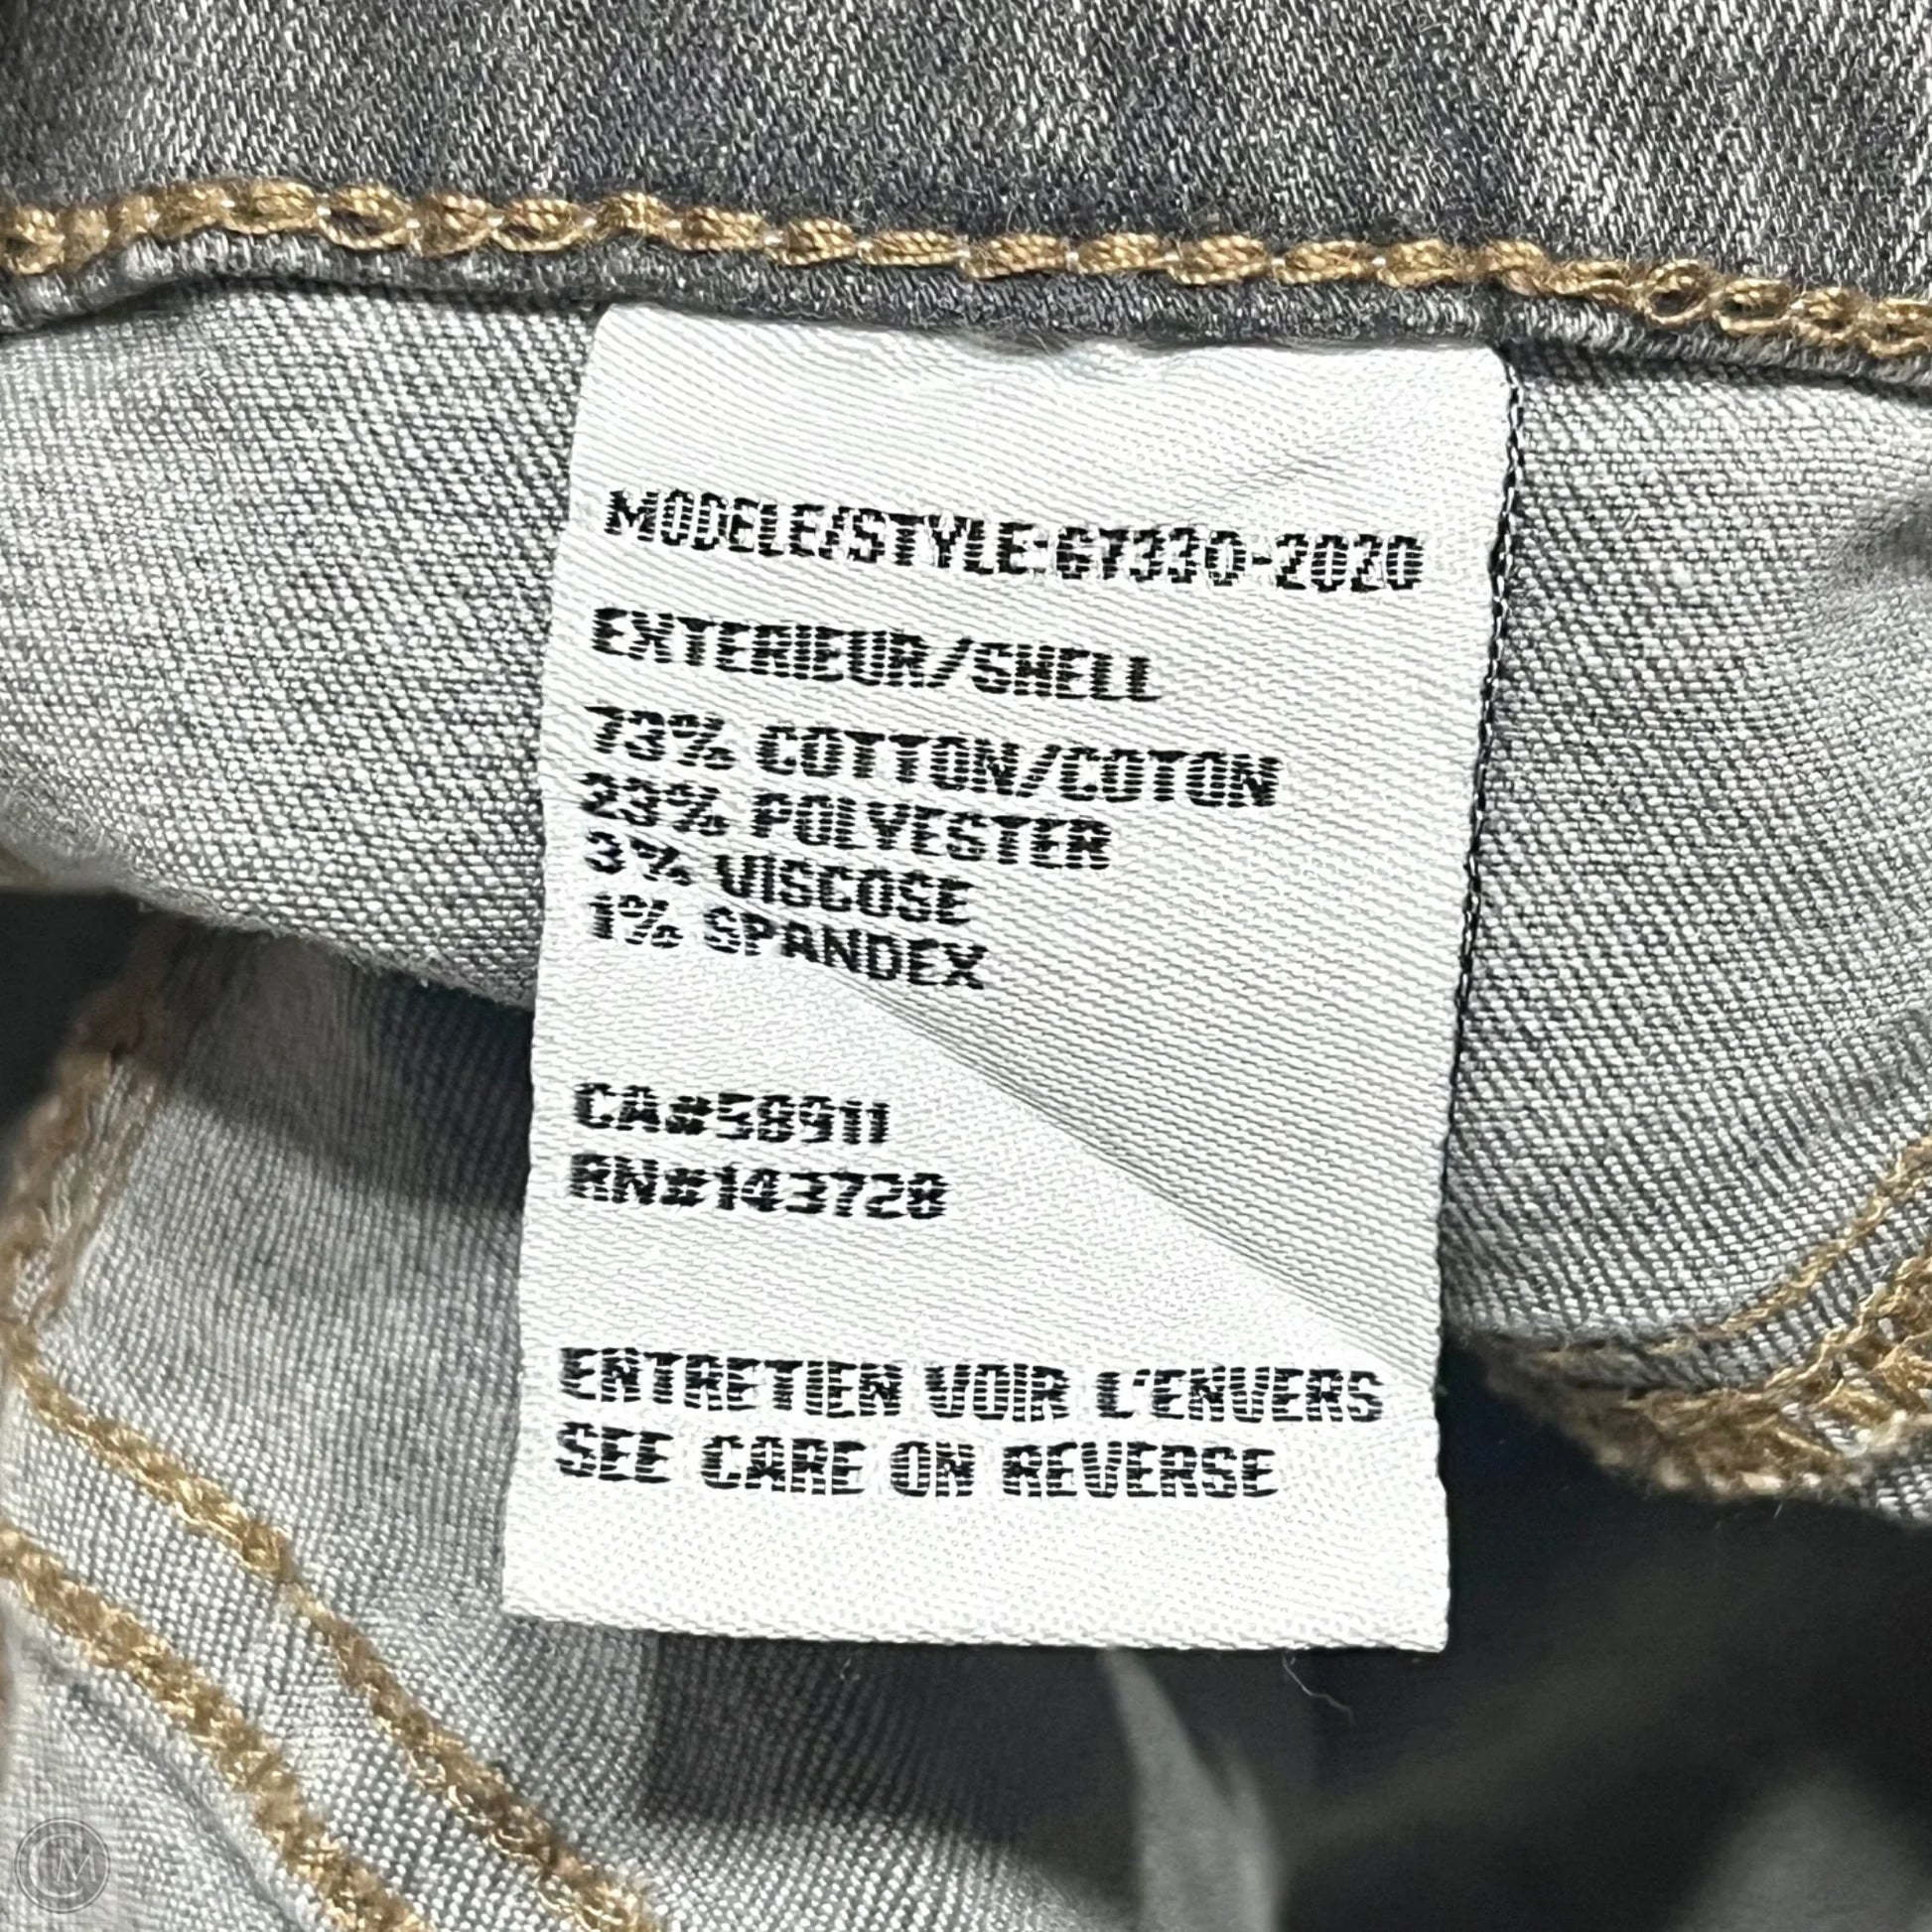 MODELE/STYLE:67330-2020
EXTERIEUR/SHELL
73% COTTON/COTON
23% POLYESTER
3% VISCOSE
1% SPANDEX
CA#58911
RN#143728
ENTRETIEN VOIR L'ENVERS
SEE CARE ON REVERSE